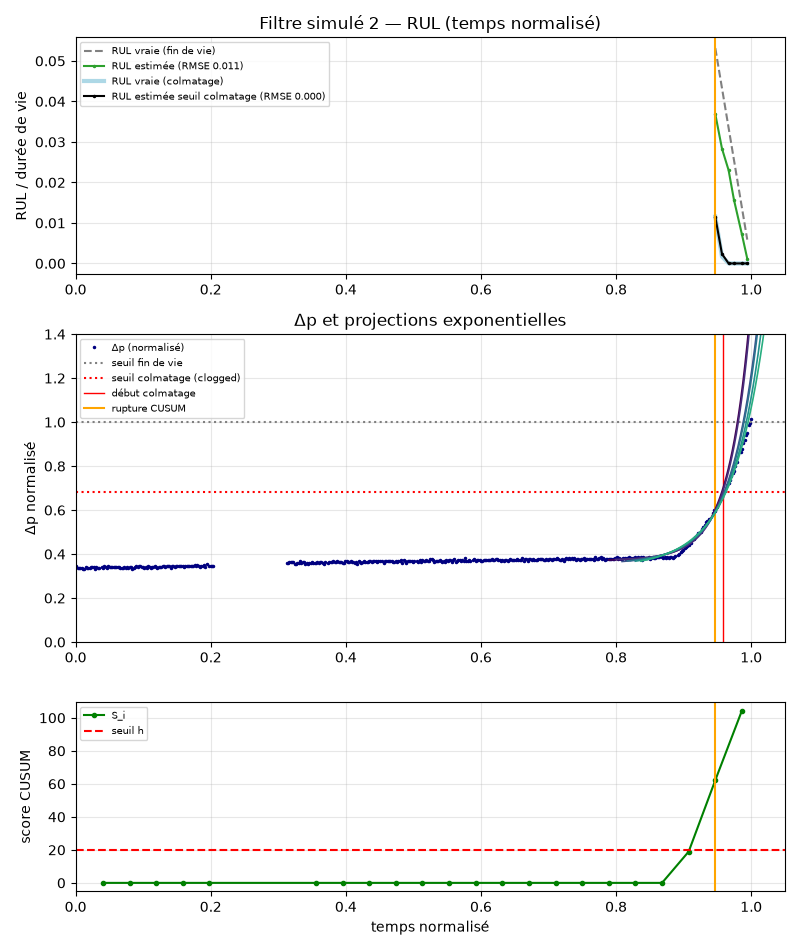 Filtre simulé 2 — RUL (temps normalisé)
RUL / durée de vie
0.05
0.04
0.03
0.02
0.01
0.00
RUL vraie (fin de vie)
RUL estimée (RMSE 0.011)
RUL vraie (colmatage)
RUL estimée seuil colmatage (RMSE 0.000)
0.0 0.2 0.4 0.6 0.8 1.0
Δp et projections exponentielles
Δp normalisé
1.4
1.2
1.0
0.8
0.6
0.4
0.2
0.0
Δp (normalisé)
seuil fin de vie
seuil colmatage (clogged)
début colmatage
rupture CUSUM
0.0 0.2 0.4 0.6 0.8 1.0
score CUSUM
100
80
60
40
20
0
S_i
seuil h
0.0 0.2 0.4 0.6 0.8 1.0
temps normalisé